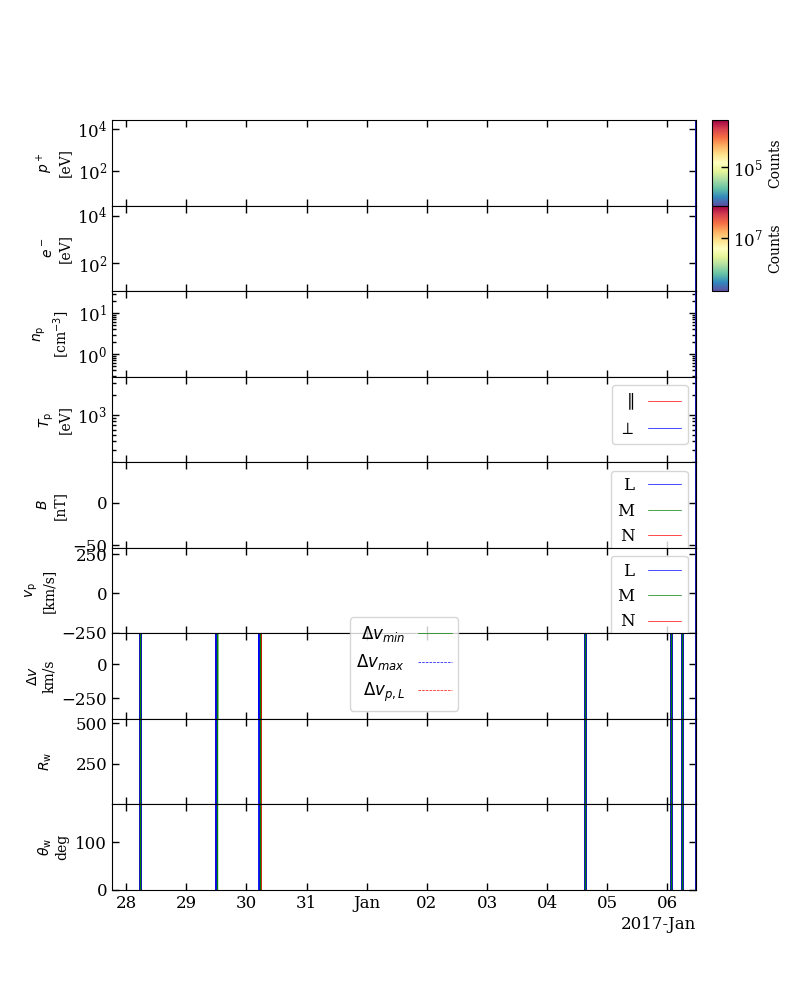 10^4
10^2
p^+
[eV]
10^5
Counts
10^4
10^2
e^-
[eV]
10^7
Counts
10^1
10^0
n_p
[cm^−3]
10^3
T_p
[eV]
∥
⊥
0
−50
B
[nT]
L
M
N
250
0
−250
v_p
[km/s]
L
M
N
0
−250
Δv
km/s
Δv_min
Δv_max
Δv_p,L
500
250
R_w
100
0
θ_w
deg
28 29 30 31 Jan 02 03 04 05 06
2017-Jan